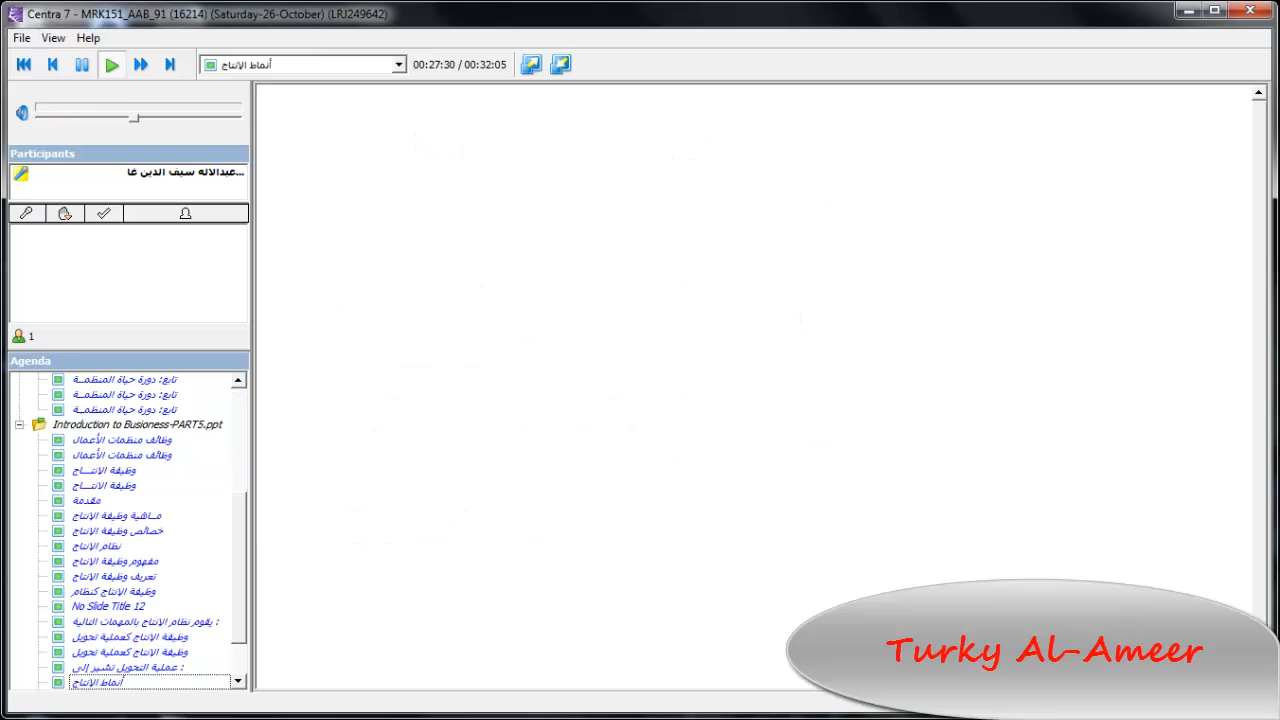 Centra 7 - MRK151_AAB_91 (16214) (Saturday-26-October) (LRJ249642)
File View Help
أنماط الإنتاج 00:27:30 / 00:32:05
Participants
عبدالاله سيف الدين غا...
1
Agenda
تابع: دورة حياة المنظمــة
تابع: دورة حياة المنظمــة
تابع: دورة حياة المنظمــة
Introduction to Busioness-PART5.ppt
وظائف منظمات الأعمال
وظائف منظمات الأعمال
وظيفة الإنتــاج
وظيفة الإنتــاج
مقدمة
مــاهية وظيفة الإنتاج
خصائص وظيفة الإنتاج
نظام الإنتاج
مفهوم وظيفة الإنتاج
تعريف وظيفة الإنتاج
وظيفة الإنتاج كنظام
No Slide Title 12
يقوم نظام الإنتاج بالمهمات التالية :
وظيفة الإنتاج كعملية تحويل
وظيفة الإنتاج كعملية تحويل
عملية التحويل تشير إلى :
أنماط الإنتاج
Turky Al-Ameer